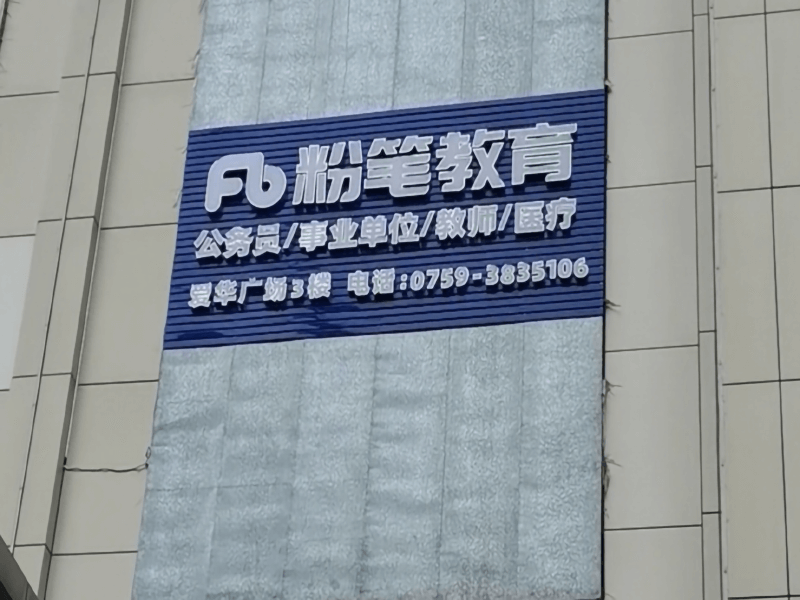 Fb 粉笔教育
公务员/事业单位/教师/医疗
爱华广场3楼 电话:0759-3835106